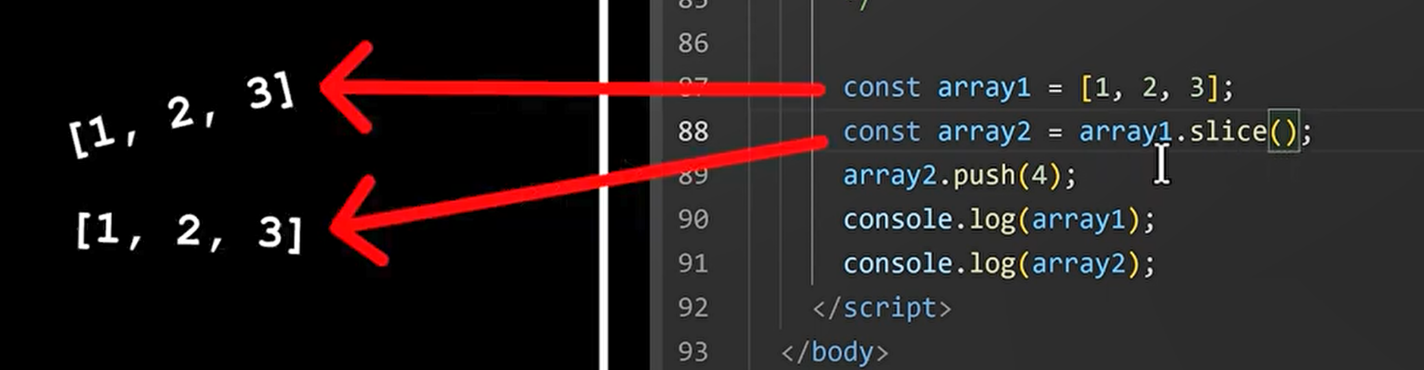 [1, 2, 3]
[1, 2, 3]
85 */
86
87 const array1 = [1, 2, 3];
88 const array2 = array1.slice();
89 array2.push(4);
90 console.log(array1);
91 console.log(array2);
92 </script>
93 </body>